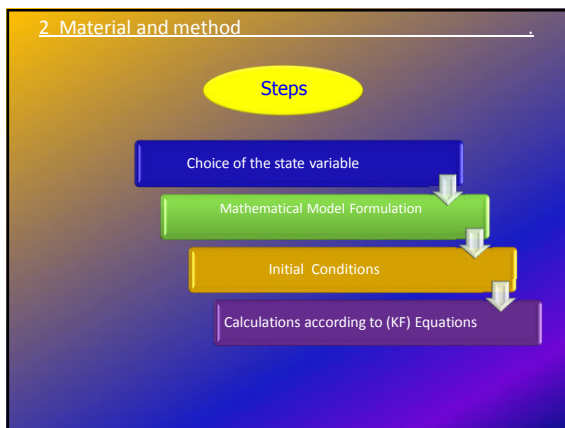 2 Material and method .
Steps
Choice of the state variable
Mathematical Model Formulation
Initial Conditions
Calculations according to (KF) Equations